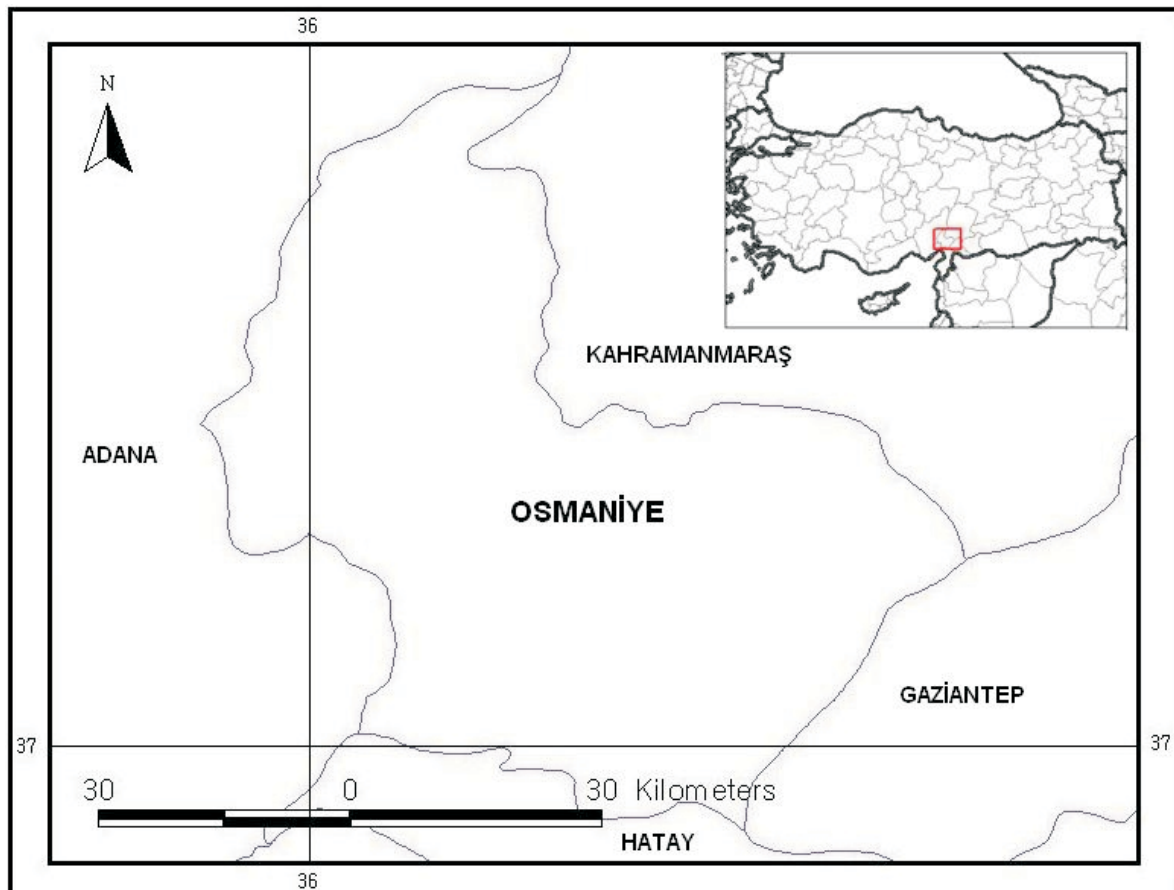 36
N
KAHRAMANMARAŞ
ADANA
OSMANİYE
GAZİANTEP
37 37
30 0 30 Kilometers
HATAY
36